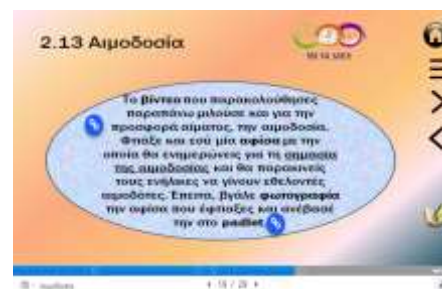 2.13 Αιμοδοσία
Το βίντεο που παρακολούθησες
παραπάνω μιλούσε και για την
προσφορά αίματος, την αιμοδοσία.
Φτιάξε και εσύ μία αφίσα με την
οποία θα ενημερώνεις για τη σημασία
της αιμοδοσίας και θα παρακινείς
τους ενήλικες να γίνουν εθελοντές
αιμοδότες. Έπειτα, βγάλε φωτογραφία
την αφίσα που έφτιαξες και ανέβασέ
την στο padlet